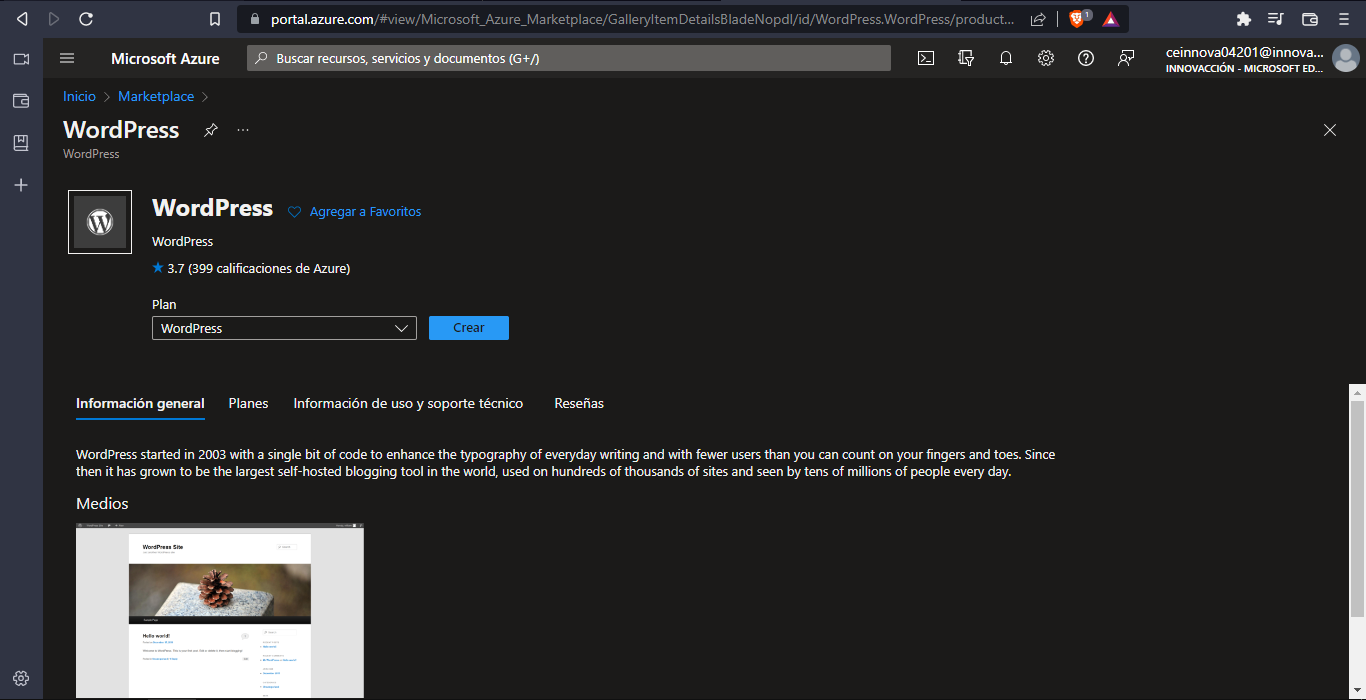 portal.azure.com/#view/Microsoft_Azure_Marketplace/GalleryItemDetailsBladeNopdl/id/WordPress.WordPress/product...
1
Microsoft Azure
Buscar recursos, servicios y documentos (G+/)
ceinnova04201@innova...
INNOVACCIÓN - MICROSOFT ED...
Inicio > Marketplace >
WordPress ...
WordPress
WordPress
Agregar a Favoritos
WordPress
3.7 (399 calificaciones de Azure)
Plan
WordPress
Crear
Información general
Planes
Información de uso y soporte técnico
Reseñas
WordPress started in 2003 with a single bit of code to enhance the typography of everyday writing and with fewer users than you can count on your fingers and toes. Since
then it has grown to be the largest self-hosted blogging tool in the world, used on hundreds of thousands of sites and seen by tens of millions of people every day.
Medios
WordPress Site
Hello world!